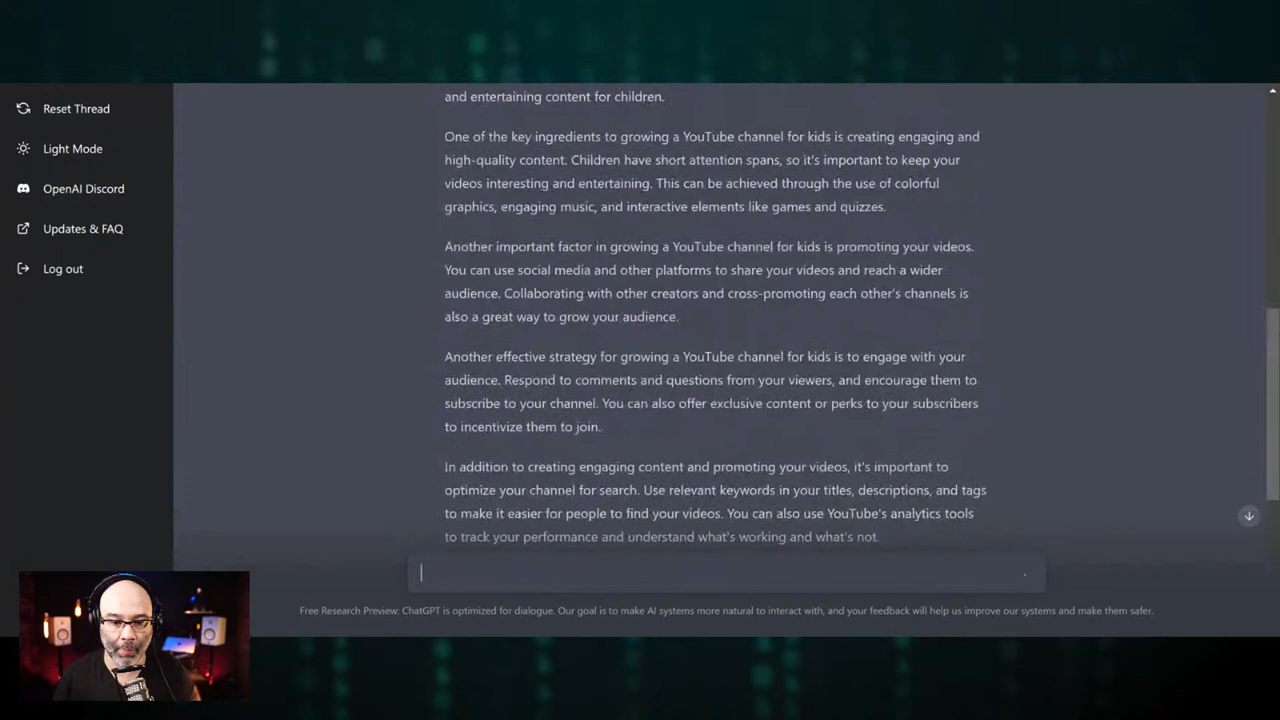 Reset Thread
Light Mode
OpenAI Discord
Updates & FAQ
Log out
and entertaining content for children.
One of the key ingredients to growing a YouTube channel for kids is creating engaging and
high-quality content. Children have short attention spans, so it's important to keep your
videos interesting and entertaining. This can be achieved through the use of colorful
graphics, engaging music, and interactive elements like games and quizzes.
Another important factor in growing a YouTube channel for kids is promoting your videos.
You can use social media and other platforms to share your videos and reach a wider
audience. Collaborating with other creators and cross-promoting each other's channels is
also a great way to grow your audience.
Another effective strategy for growing a YouTube channel for kids is to engage with your
audience. Respond to comments and questions from your viewers, and encourage them to
subscribe to your channel. You can also offer exclusive content or perks to your subscribers
to incentivize them to join.
In addition to creating engaging content and promoting your videos, it's important to
optimize your channel for search. Use relevant keywords in your titles, descriptions, and tags
to make it easier for people to find your videos. You can also use YouTube's analytics tools
to track your performance and understand what's working and what's not.
Free Research Preview: ChatGPT is optimized for dialogue. Our goal is to make AI systems more natural to interact with, and your feedback will help us improve our systems and make them safer.